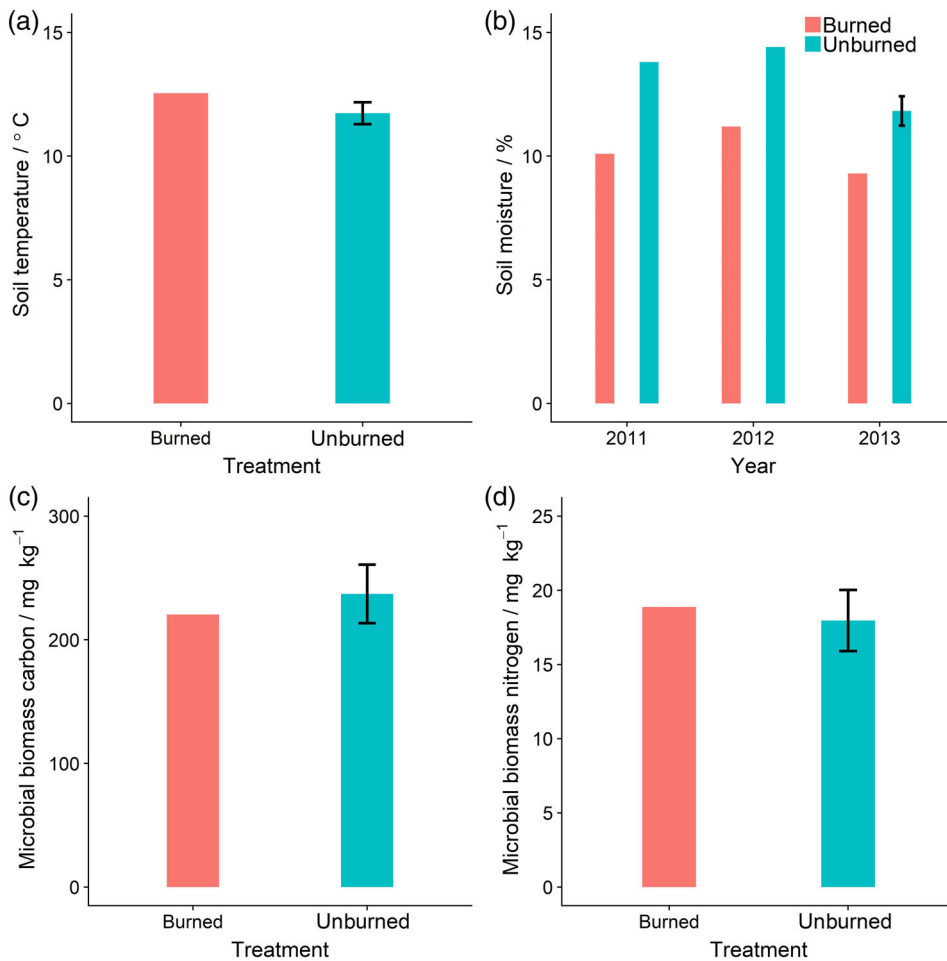 (a)
15
10
5
0
Soil temperature / ° C
Burned
Unburned
Treatment
(b)
Burned
Unburned
15
10
5
0
Soil moisture / %
2011
2012
2013
Year
(c)
300
200
100
0
Microbial biomass carbon / mg kg⁻¹
Burned
Unburned
Treatment
(d)
25
20
15
10
5
0
Microbial biomass nitrogen / mg kg⁻¹
Burned
Unburned
Treatment